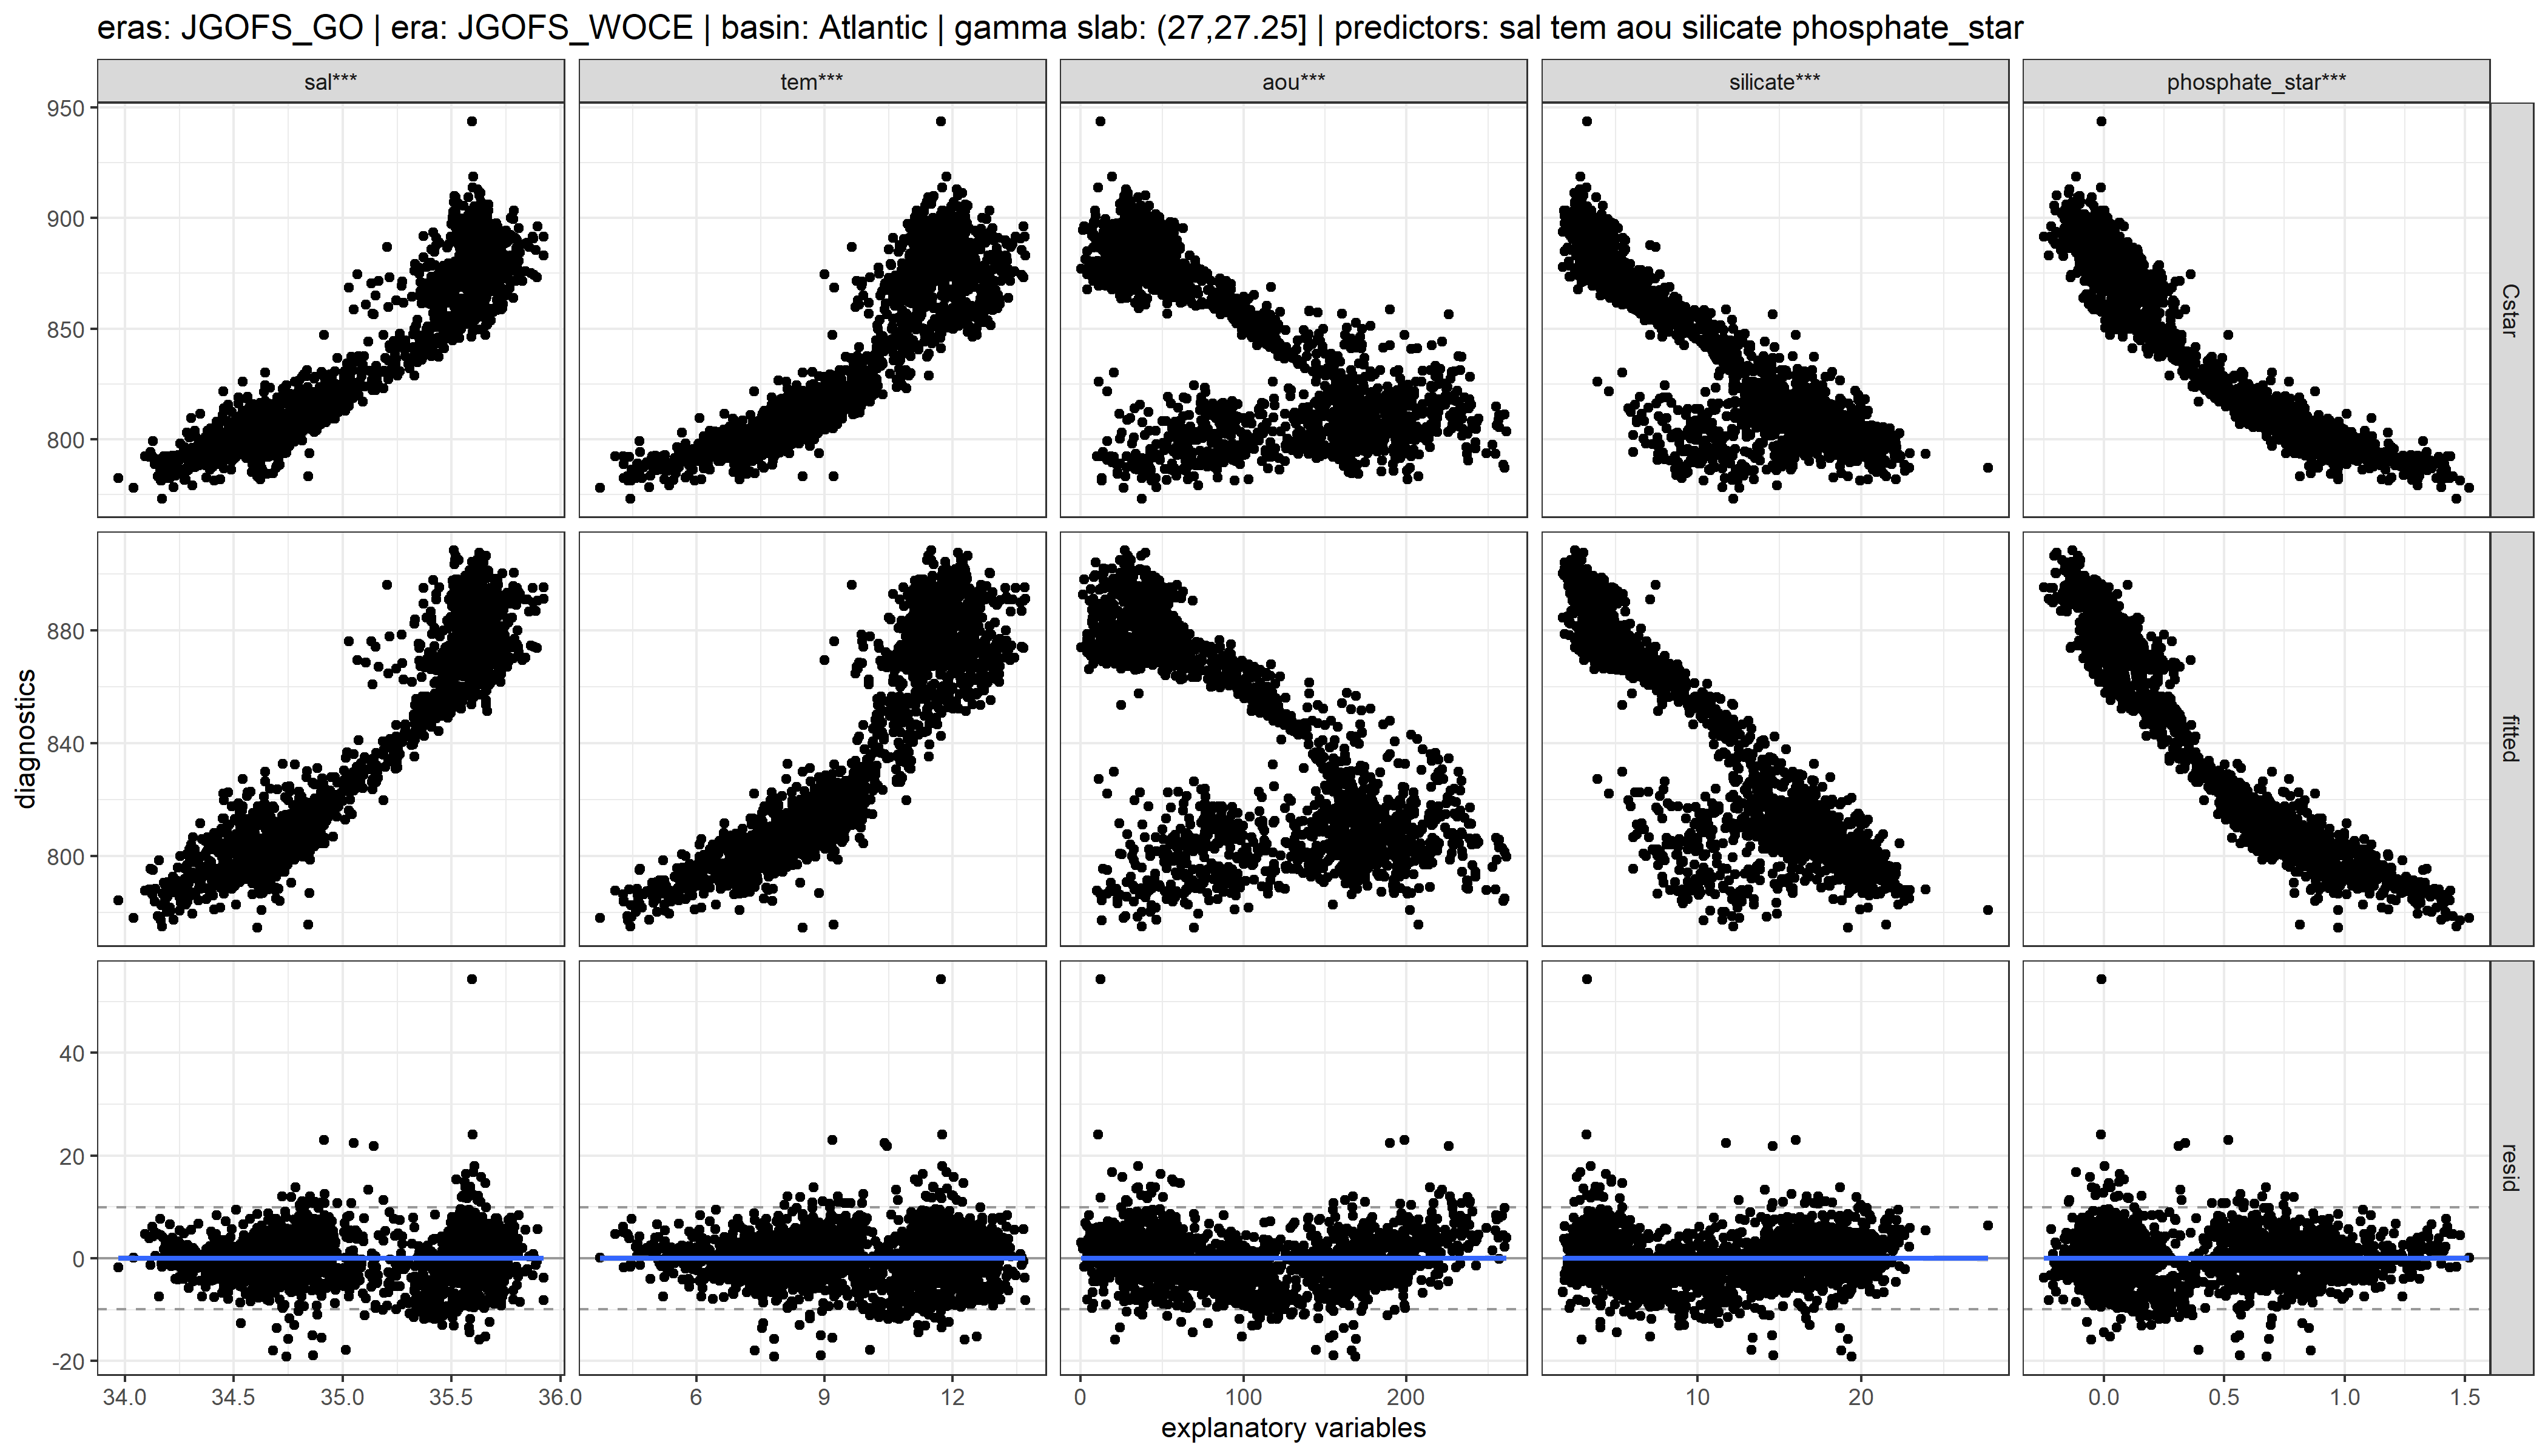 eras: JGOFS_GO | era: JGOFS_WOCE | basin: Atlantic | gamma slab: (27,27.25] | predictors: sal tem aou silicate phosphate_star
sal*** tem*** aou*** silicate*** phosphate_star***
950
900
850
800
Cstar
880
840
800
fitted
diagnostics
40
20
0
-20
resid
34.0 34.5 35.0 35.5 36.0 6 9 12 0 100 200 10 20 0.0 0.5 1.0 1.5
explanatory variables